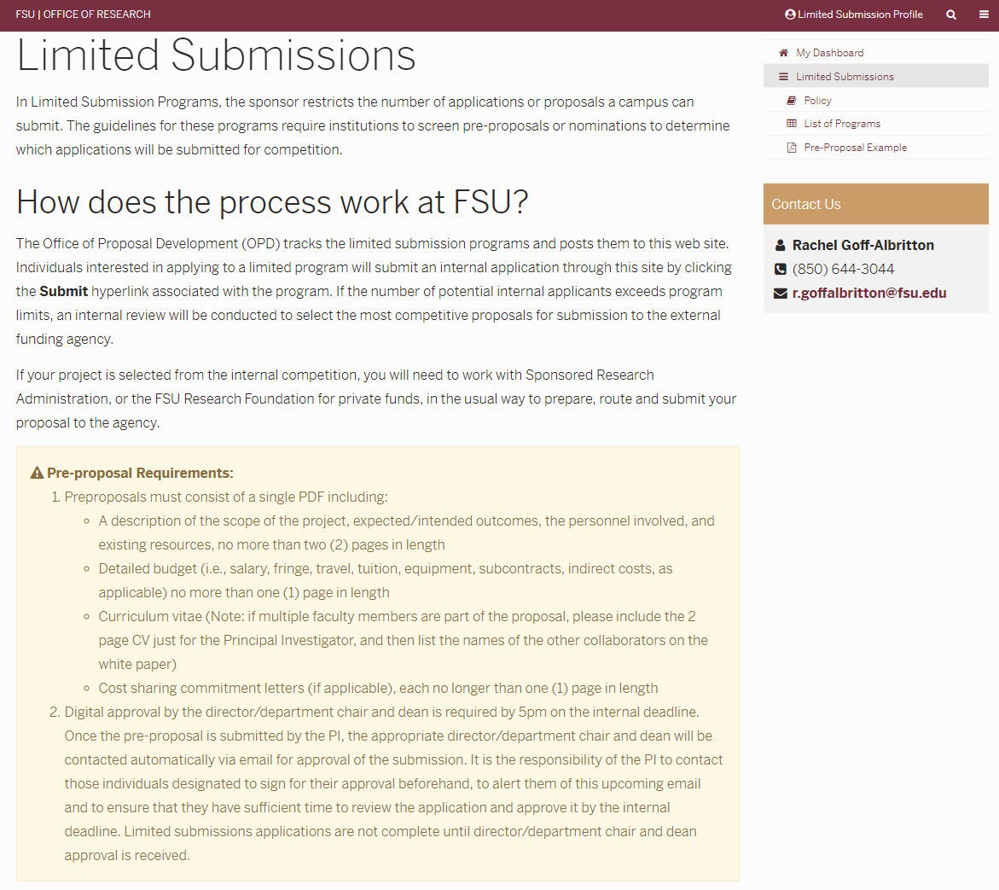 FSU | OFFICE OF RESEARCH
Limited Submission Profile
Limited Submissions
In Limited Submission Programs, the sponsor restricts the number of applications or proposals a campus can
submit. The guidelines for these programs require institutions to screen pre-proposals or nominations to determine
which applications will be submitted for competition.
How does the process work at FSU?
The Office of Proposal Development (OPD) tracks the limited submission programs and posts them to this web site.
Individuals interested in applying to a limited program will submit an internal application through this site by clicking
the Submit hyperlink associated with the program. If the number of potential internal applicants exceeds program
limits, an internal review will be conducted to select the most competitive proposals for submission to the external
funding agency.
If your project is selected from the internal competition, you will need to work with Sponsored Research
Administration, or the FSU Research Foundation for private funds, in the usual way to prepare, route and submit your
proposal to the agency.
Pre-proposal Requirements:
1. Preproposals must consist of a single PDF including:
A description of the scope of the project, expected/intended outcomes, the personnel involved, and
existing resources, no more than two (2) pages in length
Detailed budget (i.e., salary, fringe, travel, tuition, equipment, subcontracts, indirect costs, as
applicable) no more than one (1) page in length
Curriculum vitae (Note: if multiple faculty members are part of the proposal, please include the 2
page CV just for the Principal Investigator, and then list the names of the other collaborators on the
white paper)
Cost sharing commitment letters (if applicable), each no longer than one (1) page in length
2. Digital approval by the director/department chair and dean is required by 5pm on the internal deadline.
Once the pre-proposal is submitted by the PI, the appropriate director/department chair and dean will be
contacted automatically via email for approval of the submission. It is the responsibility of the PI to contact
those individuals designated to sign for their approval beforehand, to alert them of this upcoming email
and to ensure that they have sufficient time to review the application and approve it by the internal
deadline. Limited submissions applications are not complete until director/department chair and dean
approval is received.
My Dashboard
Limited Submissions
Policy
List of Programs
Pre-Proposal Example
Contact Us
Rachel Goff-Albritton
(850) 644-3044
r.goffalbritton@fsu.edu